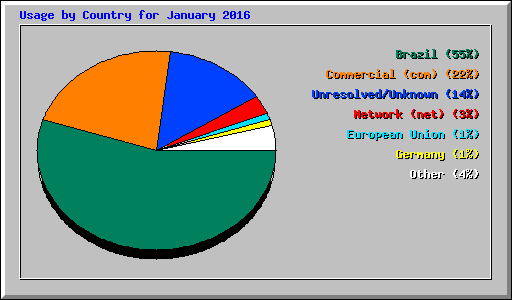 Usage by Country for January 2016
Brazil (55%)
Commercial (com) (22%)
Unresolved/Unknown (14%)
Network (net) (3%)
European Union (1%)
Germany (1%)
Other (4%)